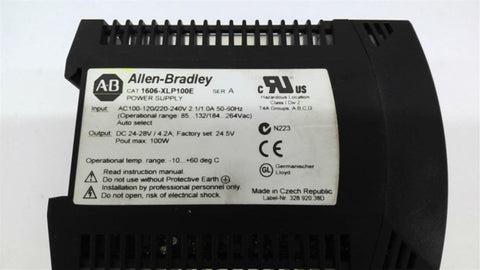 AB Allen-Bradley
CAT 1606-XLP100E SER A
POWER SUPPLY
Input: AC100-120/220-240V 2.1/1.0A 50-60Hz
(Operational range: 85...132/184...264Vac)
Auto select
Output: DC 24-28V / 4.2A; Factory set: 24.5V
Pout max: 100W
Operational temp. range: -10... +60 deg C
Read instruction manual.
Do not use without Protective Earth
Installation by professional personnel only.
Do not open, risk of electrical shock.
C UL US
Hazardous Location
Class I Div 2
T4A Groups: A,B,C,D
N223
GL Germanischer
Lloyd
Made in Czech Republic
Label-Nr. 328.920.38D